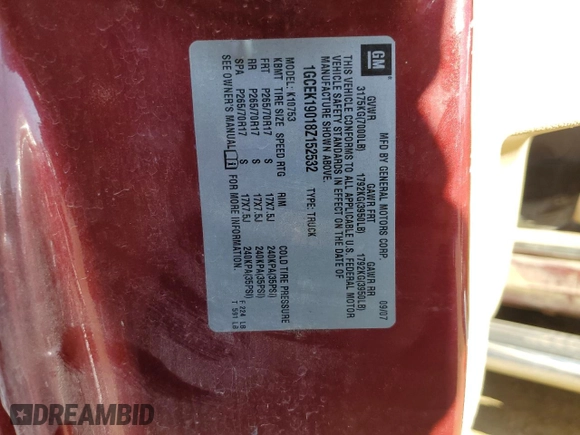 GM
MFD BY GENERAL MOTORS CORP. 09/07
GVWR GAWR FRT GAWR RR
3175KG(7000LB) 1792KG(3950LB) 1792KG(3950LB)
THIS VEHICLE CONFORMS TO ALL APPLICABLE U.S. FEDERAL MOTOR
VEHICLE SAFETY STANDARDS IN EFFECT ON THE DATE OF
MANUFACTURE SHOWN ABOVE.
1GCEK19018Z152532 TYPE: TRUCK
MODEL: K10753
KBMT TIRE SIZE SPEED RTG RIM COLD TIRE PRESSURE
FRT P265/70R17 S 17X7.5J 240KPA(35PSI)
RR P265/70R17 S 17X7.5J 240KPA(35PSI)
SPA P265/70R17 S 17X7.5J 240KPA(35PSI)
SEE OWNER'S MANUAL FOR MORE INFORMATION.
F 224 LB
T 591 LB
DREAMBID